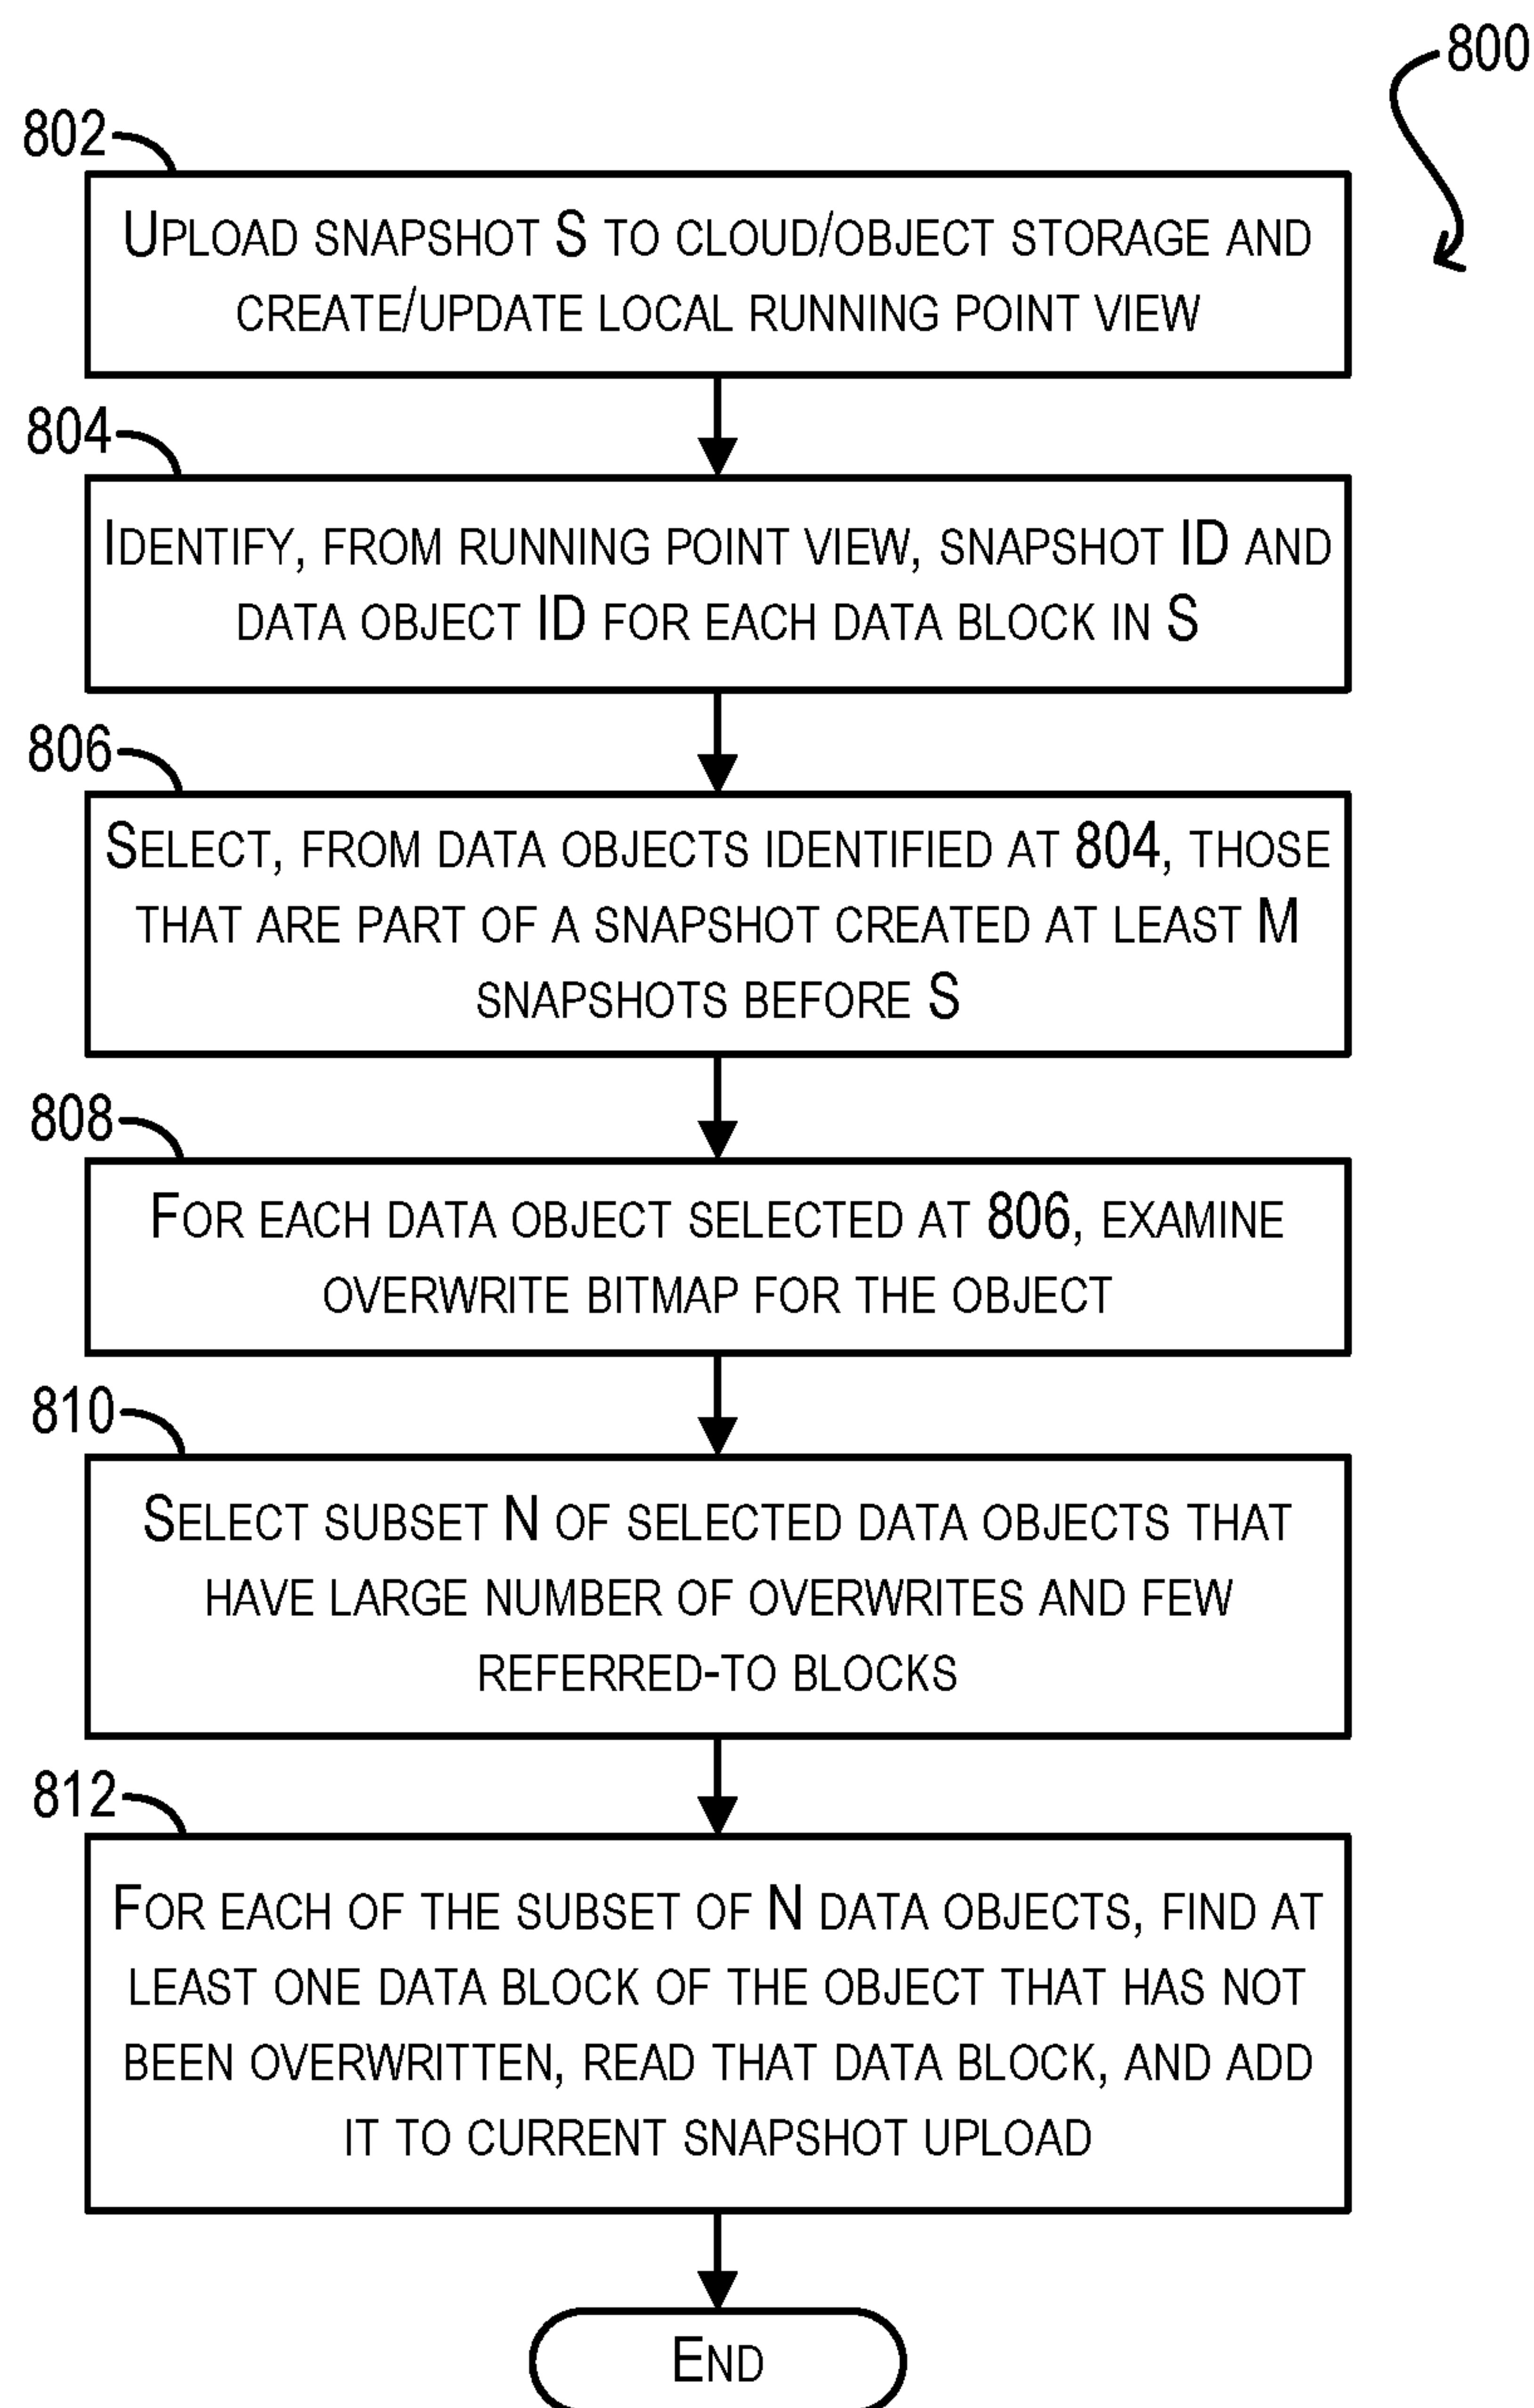 800
802
UPLOAD SNAPSHOT S TO CLOUD/OBJECT STORAGE AND
CREATE/UPDATE LOCAL RUNNING POINT VIEW
804
IDENTIFY, FROM RUNNING POINT VIEW, SNAPSHOT ID AND
DATA OBJECT ID FOR EACH DATA BLOCK IN S
806
SELECT, FROM DATA OBJECTS IDENTIFIED AT 804, THOSE
THAT ARE PART OF A SNAPSHOT CREATED AT LEAST M
SNAPSHOTS BEFORE S
808
FOR EACH DATA OBJECT SELECTED AT 806, EXAMINE
OVERWRITE BITMAP FOR THE OBJECT
810
SELECT SUBSET N OF SELECTED DATA OBJECTS THAT
HAVE LARGE NUMBER OF OVERWRITES AND FEW
REFERRED-TO BLOCKS
812
FOR EACH OF THE SUBSET OF N DATA OBJECTS, FIND AT
LEAST ONE DATA BLOCK OF THE OBJECT THAT HAS NOT
BEEN OVERWRITTEN, READ THAT DATA BLOCK, AND ADD
IT TO CURRENT SNAPSHOT UPLOAD
END